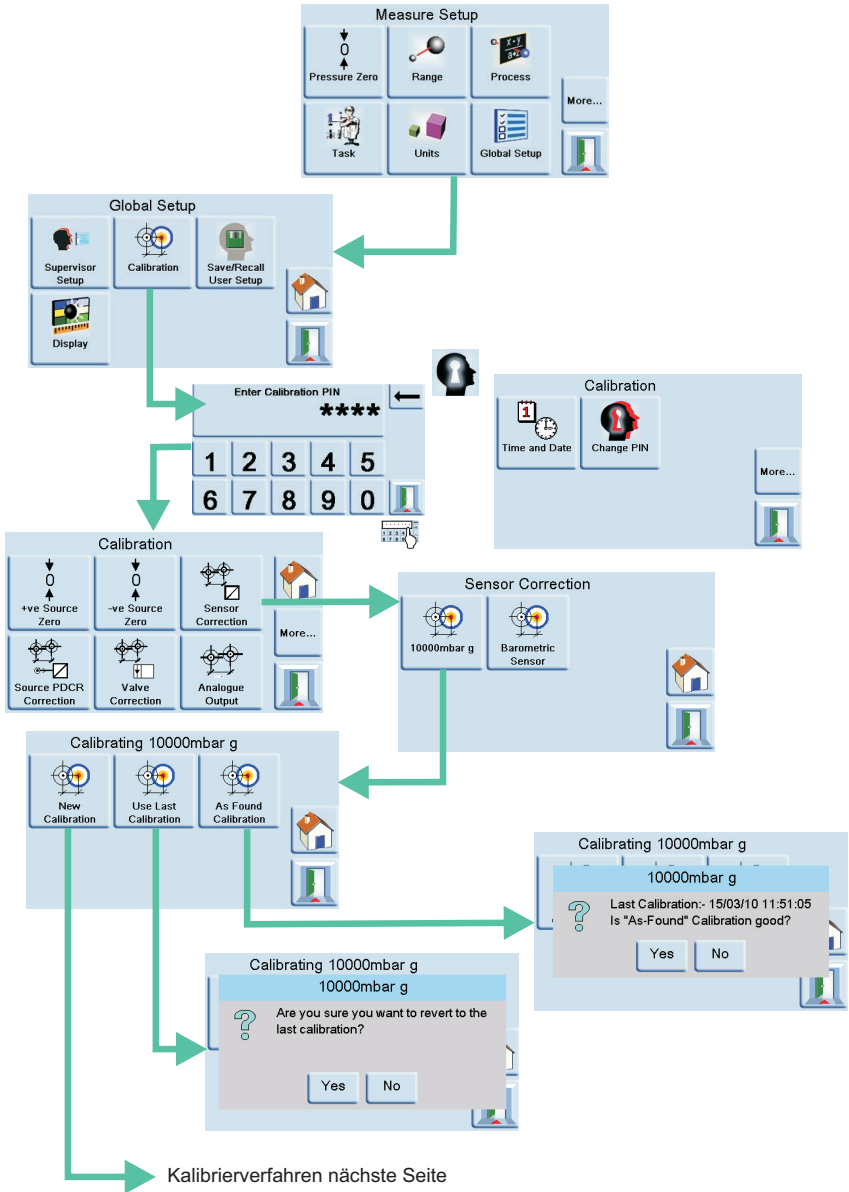 Measure Setup
0
Pressure Zero
Range
X÷Y
Process
More...
Task
Units
Global Setup
Global Setup
Supervisor
Setup
Calibration
Save/Recall
User Setup
Display
Enter Calibration PIN
****
1 2 3 4 5
6 7 8 9 0
Calibration
1
Time and Date
Change PIN
More...
Calibration
0
+ve Source
Zero
0
-ve Source
Zero
Sensor
Correction
More...
Source PDCR
Correction
Valve
Correction
Analogue
Output
Sensor Correction
10000mbar g
Barometric
Sensor
Calibrating 10000mbar g
New
Calibration
Use Last
Calibration
As Found
Calibration
Calibrating 10000mbar g
10000mbar g
Last Calibration:- 15/03/10 11:51:05
Is "As-Found" Calibration good?
Yes
No
Calibrating 10000mbar g
10000mbar g
Are you sure you want to revert to the
last calibration?
Yes
No
Kalibrierverfahren nächste Seite